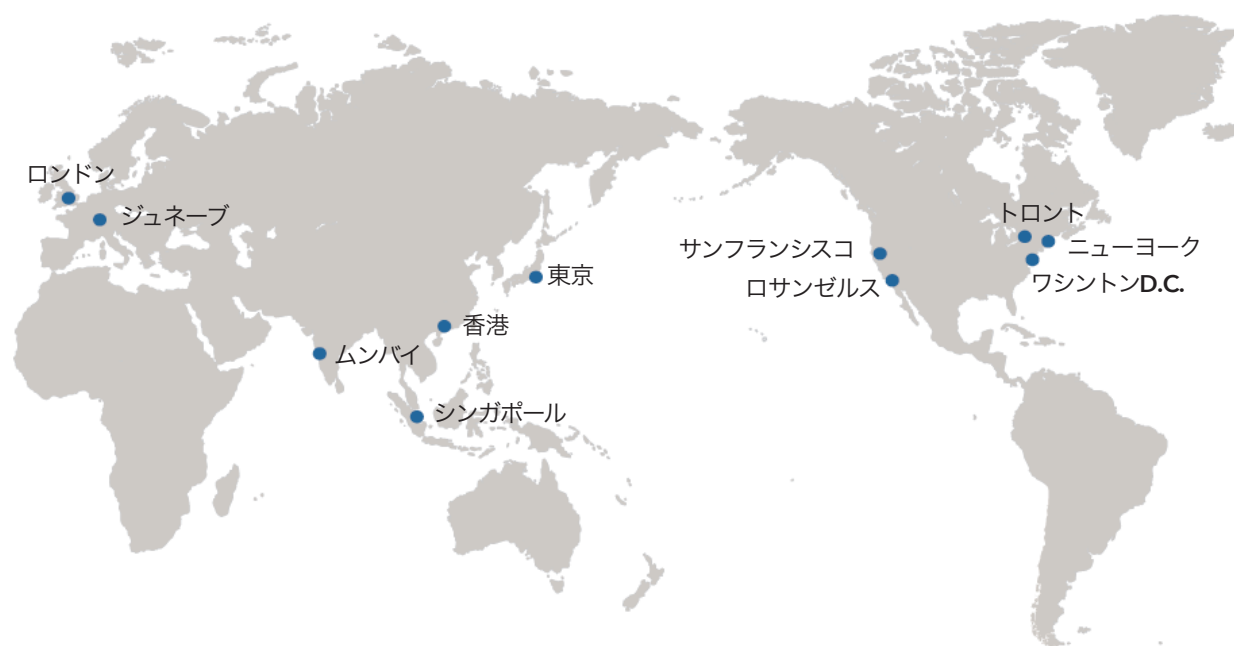 ロンドン
ジュネーブ
トロント
サンフランシスコ
ニューヨーク
東京
ワシントンD.C.
ロサンゼルス
香港
ムンバイ
シンガポール